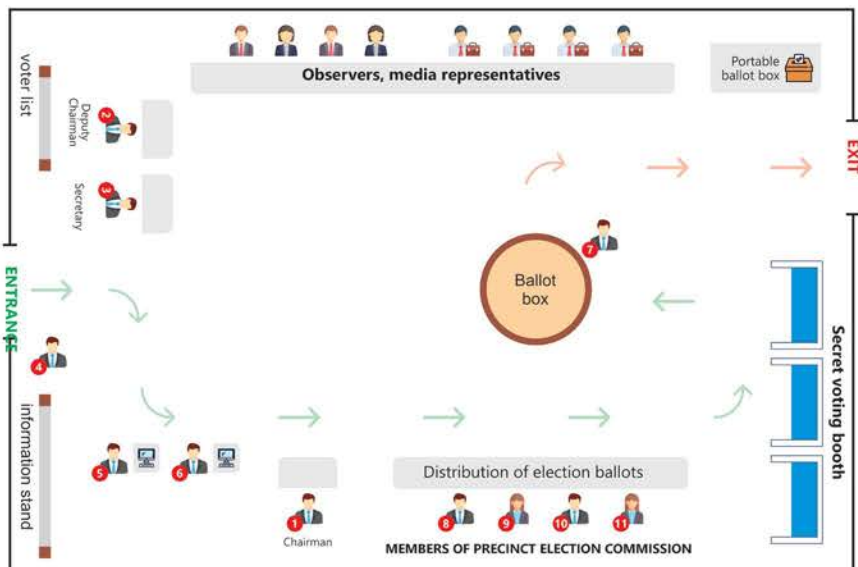 Observers, media representatives
Portable
ballot box
voter list
Deputy
Chairman
2
Secretary
3
EXIT
7
Ballot
box
ENTRANCE
4
Secret voting booth
information stand
5
6
Distribution of election ballots
1
Chairman
8
9
10
11
MEMBERS OF PRECINCT ELECTION COMMISSION